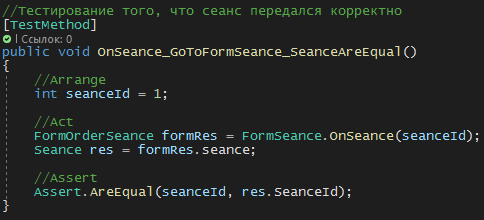 //Тестирование того, что сеанс передался корректно
[TestMethod]
| Ссылок: 0
public void OnSeance_GoToFormSeance_SeanceAreEqual()
{
//Arrange
int seanceId = 1;
//Act
FormOrderSeance formRes = FormSeance.OnSeance(seanceId);
Seance res = formRes.seance;
//Assert
Assert.AreEqual(seanceId, res.SeanceId);
}